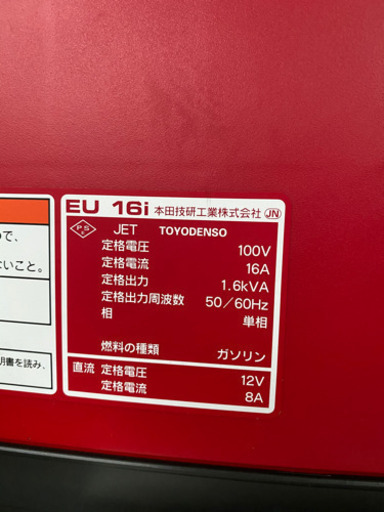 EU 16i 本田技研工業株式会社 JN
PS E JET TOYODENSO
定格電圧 100V
定格電流 16A
定格出力 1.6kVA
定格出力周波数 50/60Hz
相 単相
燃料の種類 ガソリン
直流 定格電圧 12V
定格電流 8A
で、
ないこと。
明書を読み、